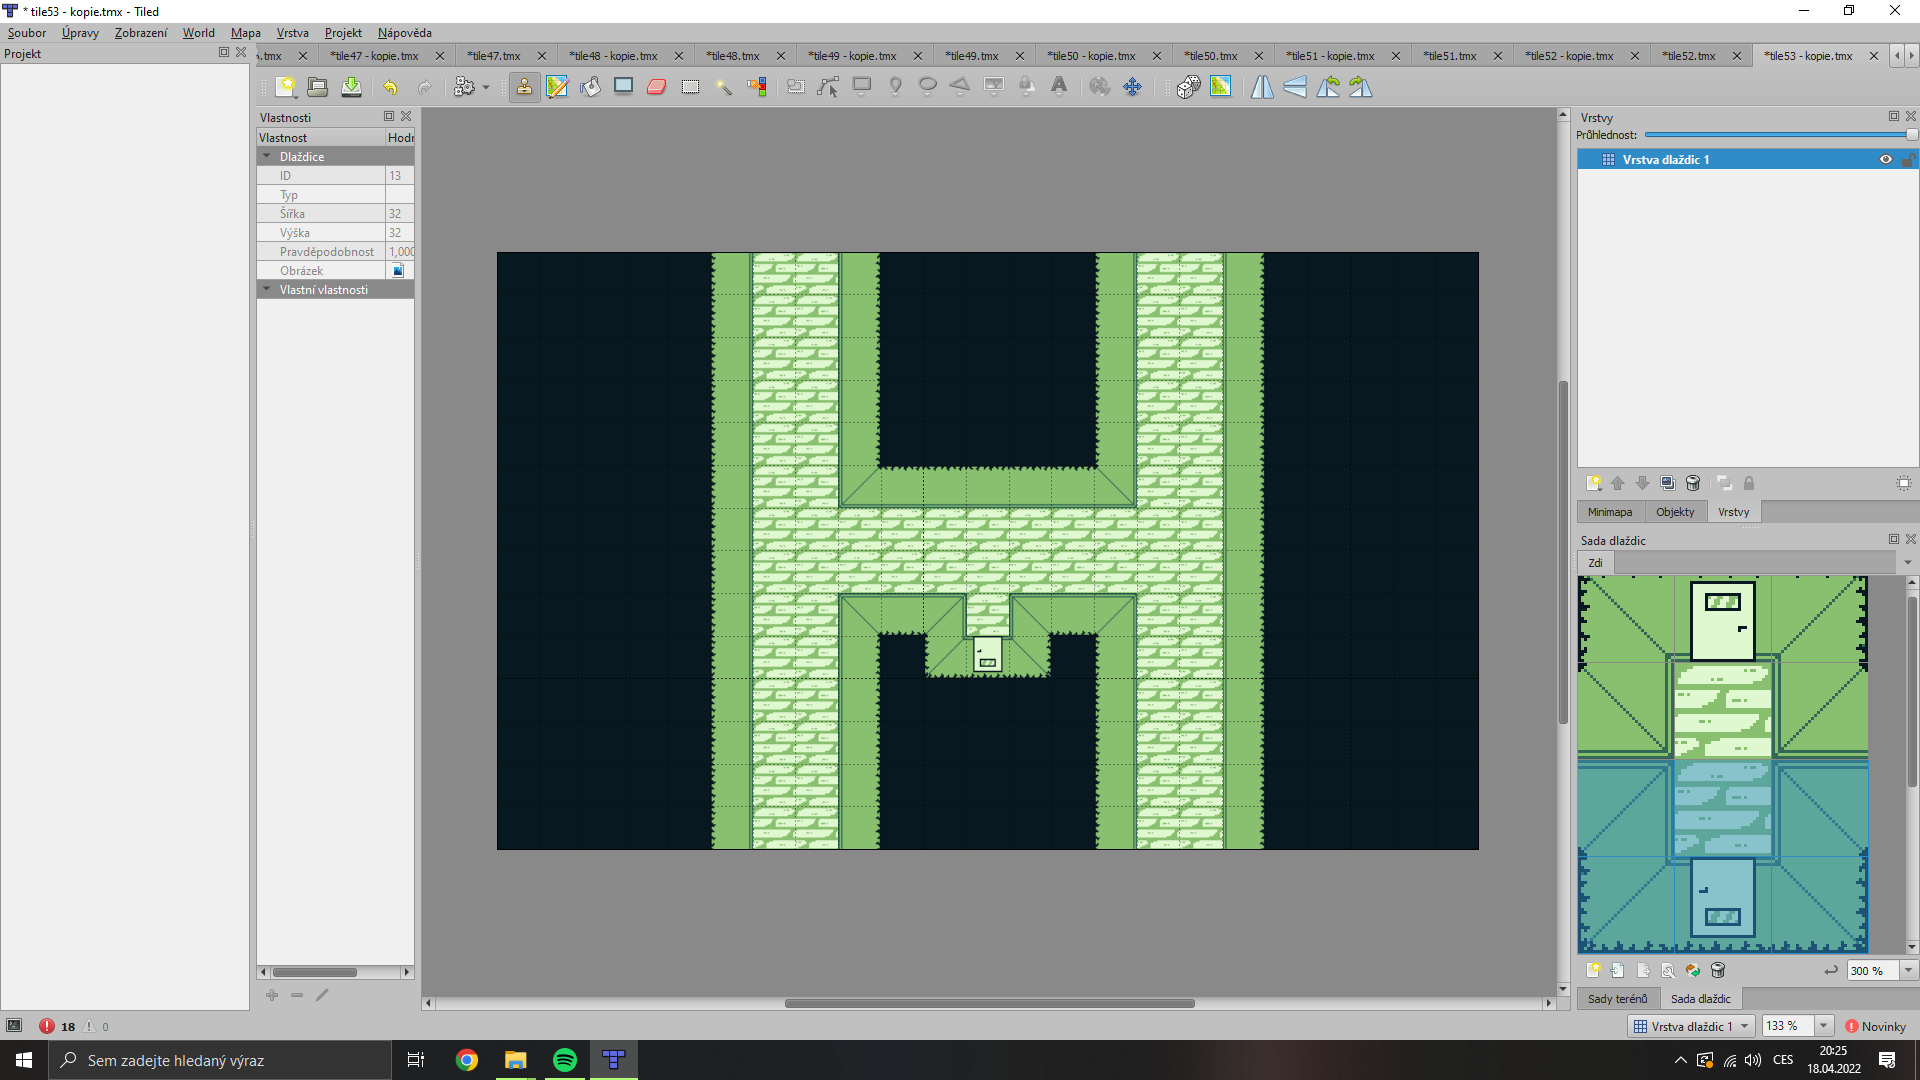 * tile53 - kopie.tmx - Tiled
Soubor Úpravy Zobrazení World Mapa Vrstva Projekt Nápověda
Projekt
.tmx *tile47 - kopie.tmx *tile47.tmx *tile48 - kopie.tmx *tile48.tmx *tile49 - kopie.tmx *tile49.tmx *tile50 - kopie.tmx *tile50.tmx *tile51 - kopie.tmx *tile51.tmx *tile52 - kopie.tmx *tile52.tmx *tile53 - kopie.tmx
Vlastnosti
Vlastnost Hodn
Dlaždice
ID 13
Typ
Šířka 32
Výška 32
Pravděpodobnost 1,000
Obrázek
Vlastní vlastnosti
Vrstvy
Průhlednost:
Vrstva dlaždic 1
Minimapa Objekty Vrstvy
Sada dlaždic
Zdi
300 %
Sady terénů Sada dlaždic
18 0
Vrstva dlaždic 1 133 % Novinky
Sem zadejte hledaný výraz
CES 20:25
18.04.2022